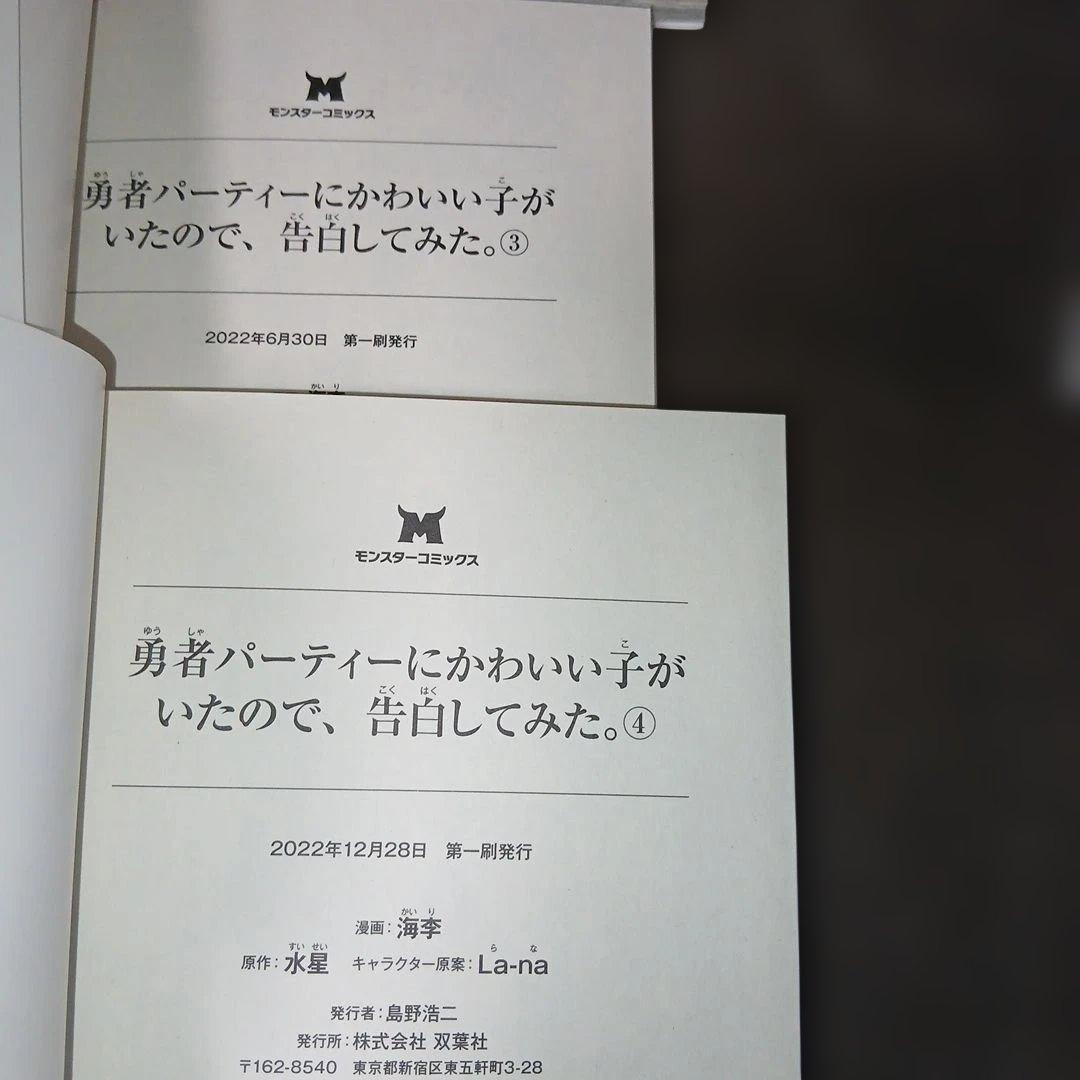 モンスターコミックス
勇者パーティーにかわいい子が
いたので、告白してみた。③
2022年6月30日　第一刷発行
かい り
モンスターコミックス
勇者パーティーにかわいい子が
いたので、告白してみた。④
2022年12月28日　第一刷発行
漫画：海李
原作：水星　キャラクター原案：La-na
発行者：島野浩二
発行所：株式会社 双葉社
〒162-8540　東京都新宿区東五軒町3-28